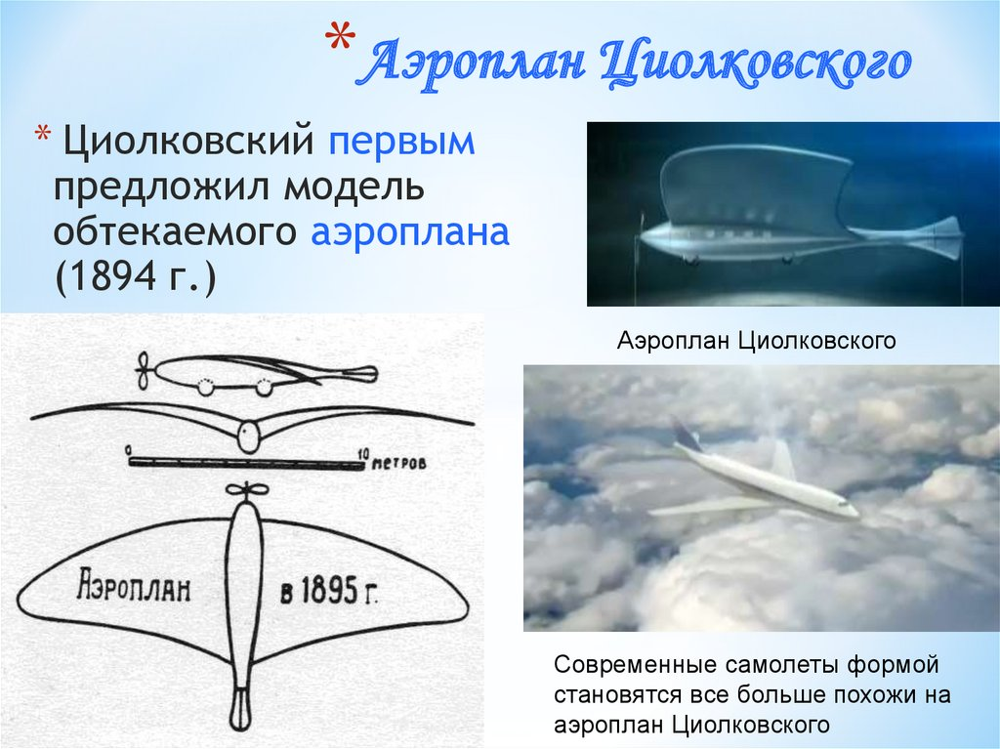 * Аэроплан Циолковского
* Циолковский первым
предложил модель
обтекаемого аэроплана
(1894 г.)
Аэроплан Циолковского
0 10 МЕТРОВ
Аэроплан в 1895 г.
Современные самолеты формой
становятся все больше похожи на
аэроплан Циолковского